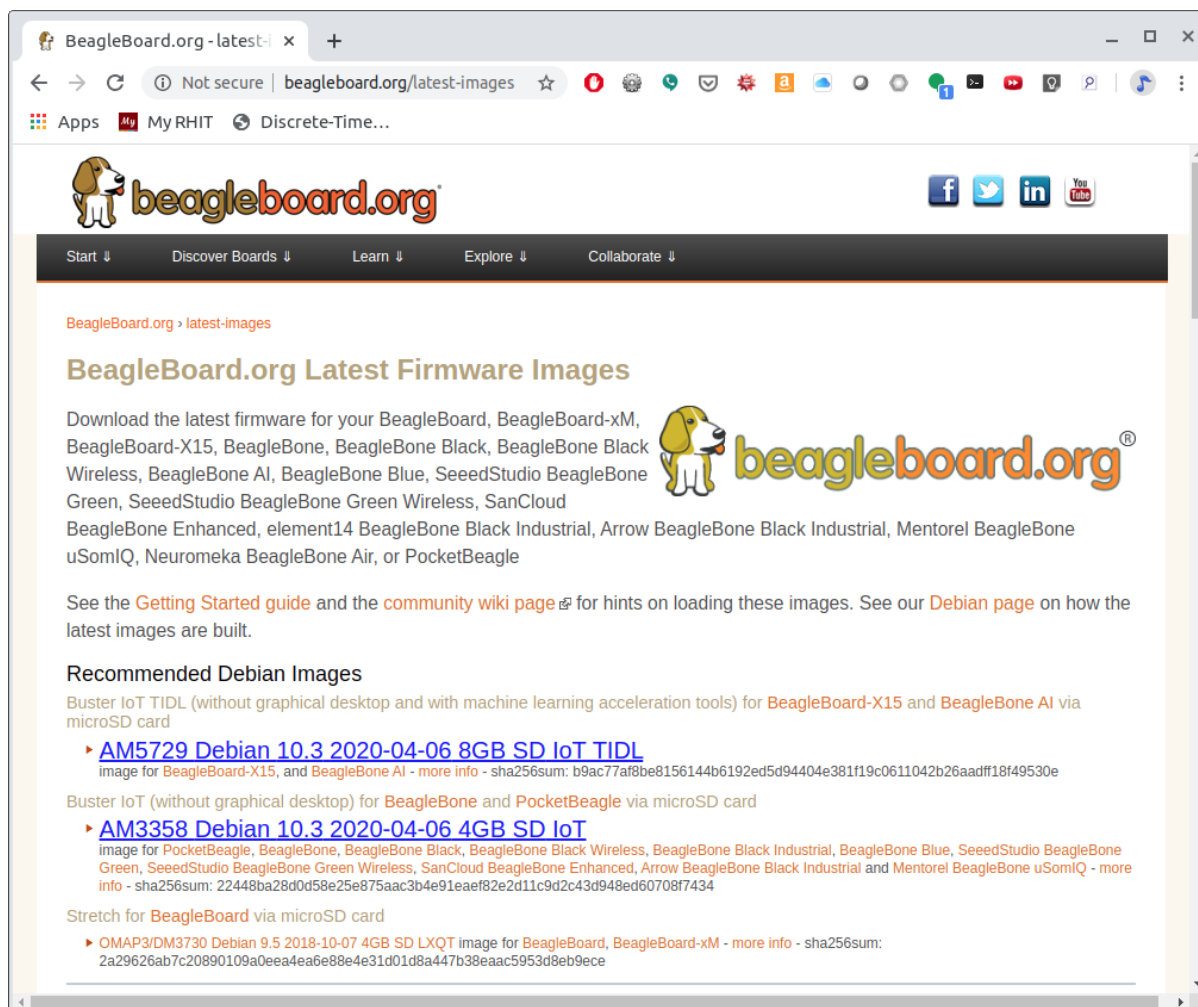 BeagleBoard.org - latest-i
Not secure | beagleboard.org/latest-images
1
Apps My My RHIT Discrete-Time…
beagleboard.org
You Tube
Start ⇓ Discover Boards ⇓ Learn ⇓ Explore ⇓ Collaborate ⇓
BeagleBoard.org › latest-images
BeagleBoard.org Latest Firmware Images
Download the latest firmware for your BeagleBoard, BeagleBoard-xM,
BeagleBoard-X15, BeagleBone, BeagleBone Black, BeagleBone Black
Wireless, BeagleBone AI, BeagleBone Blue, SeeedStudio BeagleBone
Green, SeeedStudio BeagleBone Green Wireless, SanCloud
beagleboard.org®
BeagleBone Enhanced, element14 BeagleBone Black Industrial, Arrow BeagleBone Black Industrial, Mentorel BeagleBone
uSomIQ, Neuromeka BeagleBone Air, or PocketBeagle
See the Getting Started guide and the community wiki page for hints on loading these images. See our Debian page on how the
latest images are built.
Recommended Debian Images
Buster IoT TIDL (without graphical desktop and with machine learning acceleration tools) for BeagleBoard-X15 and BeagleBone AI via
microSD card
AM5729 Debian 10.3 2020-04-06 8GB SD IoT TIDL
image for BeagleBoard-X15, and BeagleBone AI - more info - sha256sum: b9ac77af8be8156144b6192ed5d94404e381f19c0611042b26aadff18f49530e
Buster IoT (without graphical desktop) for BeagleBone and PocketBeagle via microSD card
AM3358 Debian 10.3 2020-04-06 4GB SD IoT
image for PocketBeagle, BeagleBone, BeagleBone Black, BeagleBone Black Wireless, BeagleBone Black Industrial, BeagleBone Blue, SeeedStudio BeagleBone
Green, SeeedStudio BeagleBone Green Wireless, SanCloud BeagleBone Enhanced, Arrow BeagleBone Black Industrial and Mentorel BeagleBone uSomIQ - more
info - sha256sum: 22448ba28d0d58e25e875aac3b4e91eaef82e2d11c9d2c43d948ed60708f7434
Stretch for BeagleBoard via microSD card
OMAP3/DM3730 Debian 9.5 2018-10-07 4GB SD LXQT image for BeagleBoard, BeagleBoard-xM - more info - sha256sum:
2a29626ab7c20890109a0eea4ea6e88e4e31d01d8a447b38eaac5953d8eb9ece